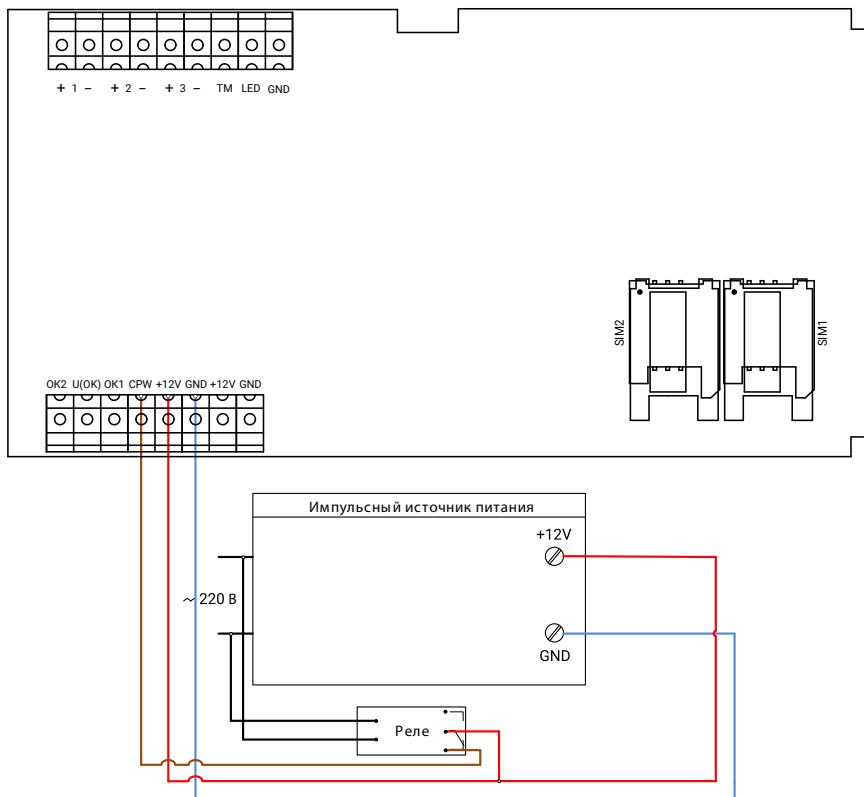 + 1 – + 2 – + 3 – TM LED GND
SIM2
SIM1
OK2 U(OK) OK1 CPW +12V GND +12V GND
Импульсный источник питания
+12V
~ 220 В
GND
Реле